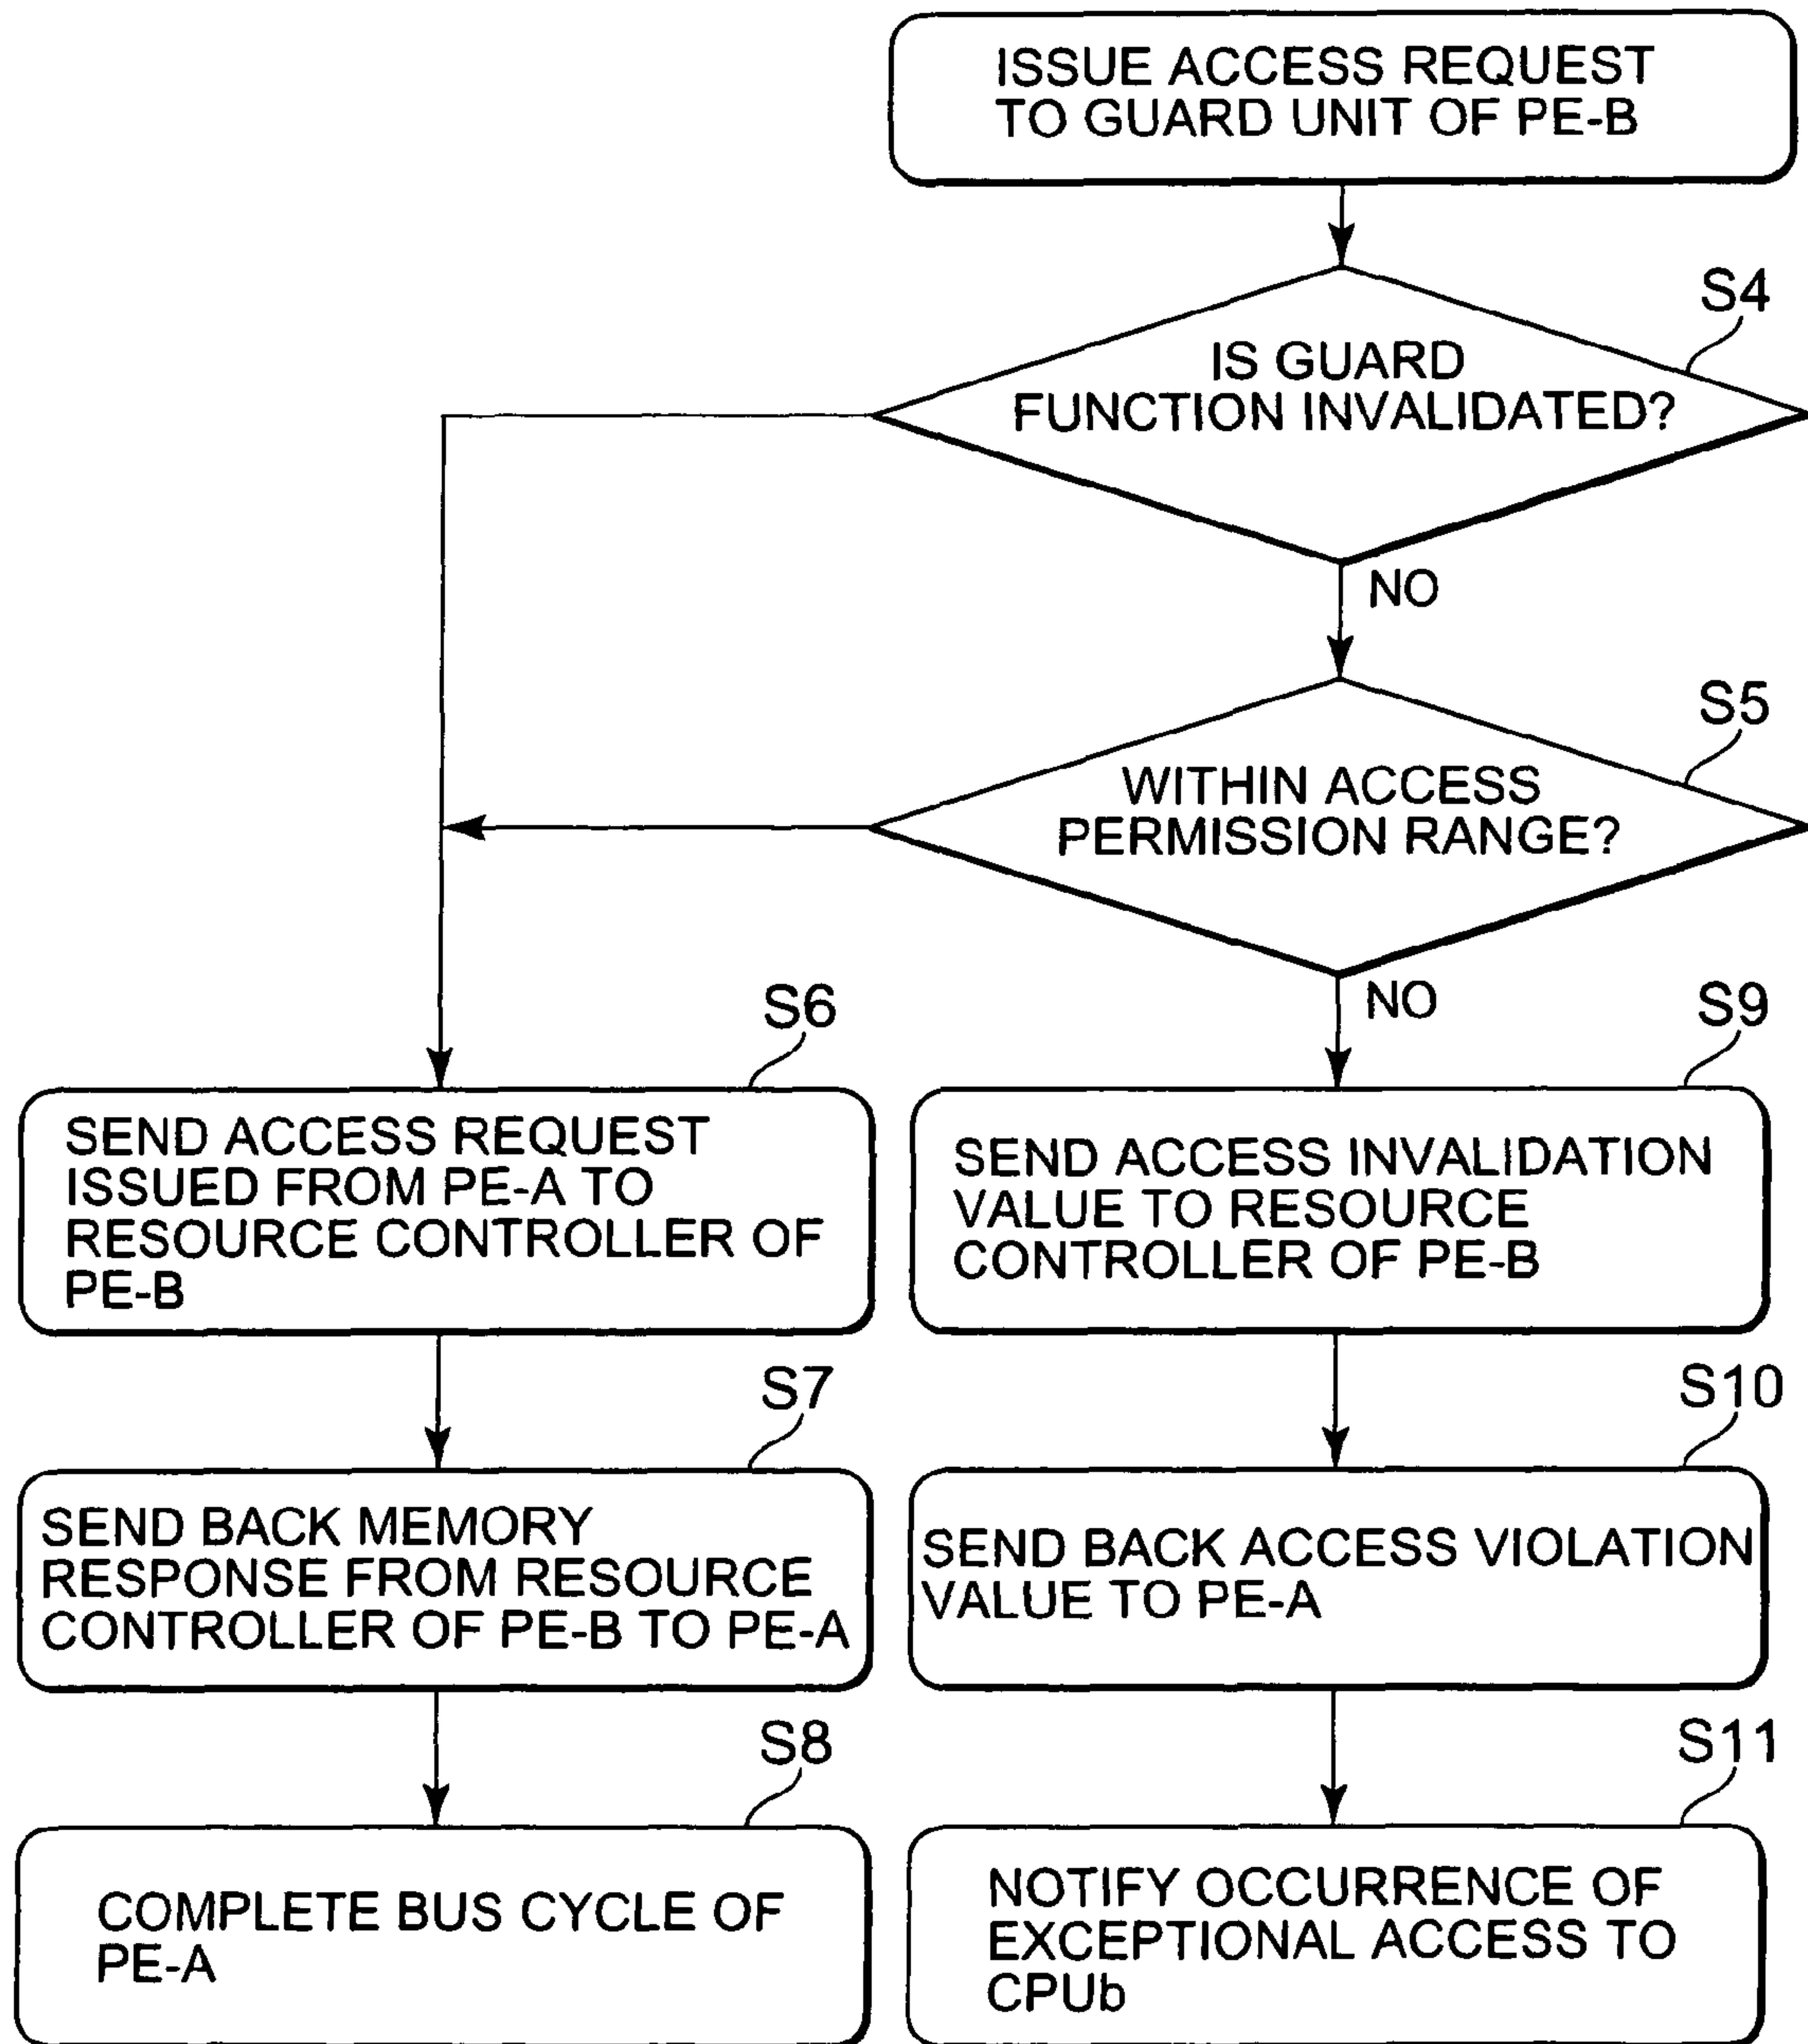 ISSUE ACCESS REQUEST
TO GUARD UNIT OF PE-B
S4
IS GUARD
FUNCTION INVALIDATED?
NO
S5
WITHIN ACCESS
PERMISSION RANGE?
NO
S6
SEND ACCESS REQUEST
ISSUED FROM PE-A TO
RESOURCE CONTROLLER OF
PE-B
S9
SEND ACCESS INVALIDATION
VALUE TO RESOURCE
CONTROLLER OF PE-B
S7
SEND BACK MEMORY
RESPONSE FROM RESOURCE
CONTROLLER OF PE-B TO PE-A
S10
SEND BACK ACCESS VIOLATION
VALUE TO PE-A
S8
COMPLETE BUS CYCLE OF
PE-A
S11
NOTIFY OCCURRENCE OF
EXCEPTIONAL ACCESS TO
CPUb